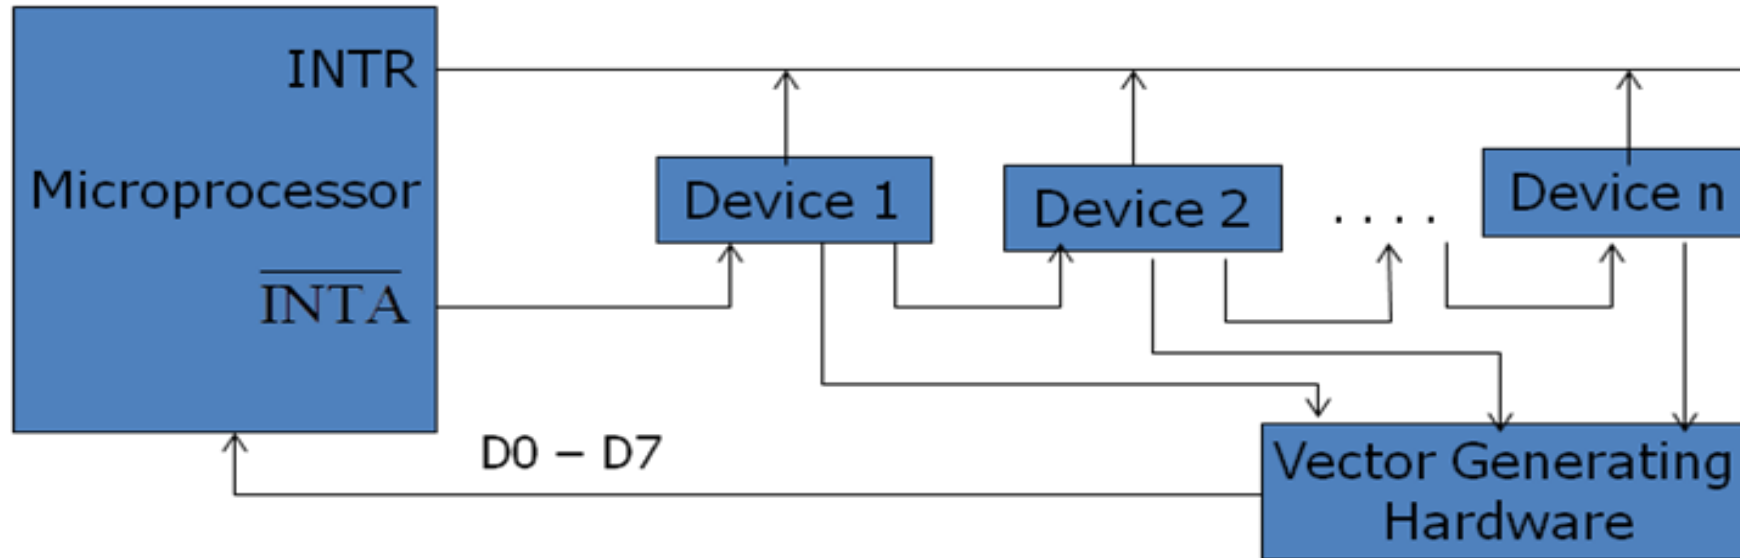 INTR
Microprocessor
INTA
Device 1
Device 2
. . . .
Device n
D0 – D7
Vector Generating
Hardware